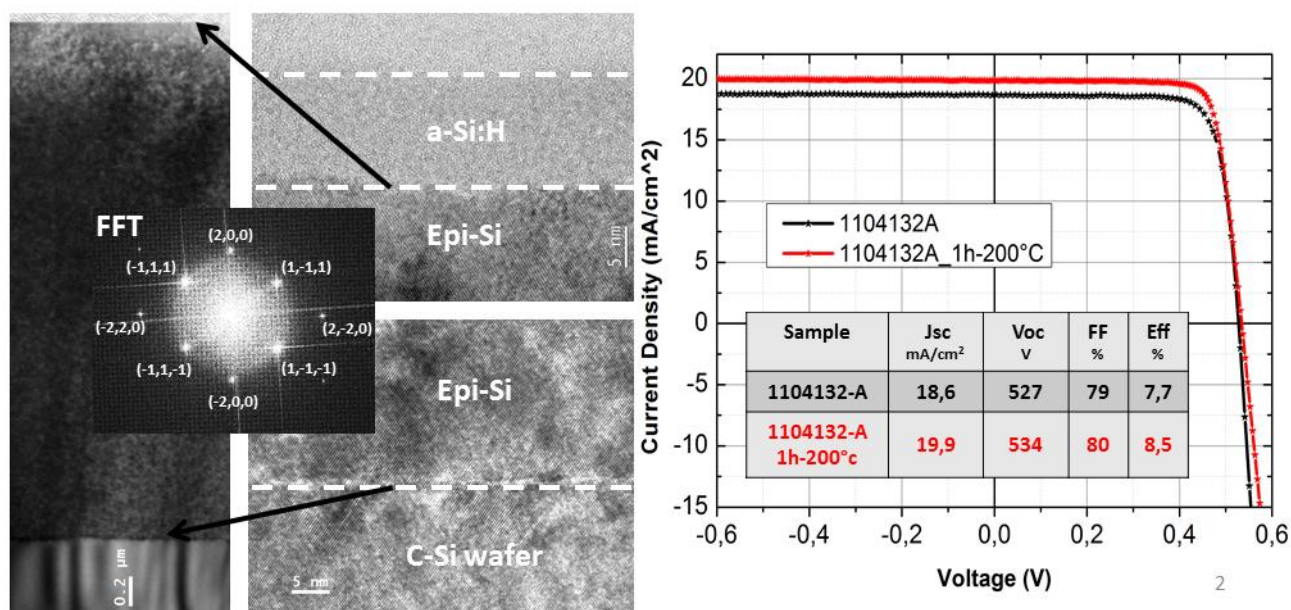 a-Si:H
Epi-Si
5 nm
FFT
(2,0,0)
(-1,1,1)
(1,-1,1)
(-2,2,0)
(2,-2,0)
(-1,1,-1)
(1,-1,-1)
(-2,0,0)
Epi-Si
C-Si wafer
5 nm
0.2 µm
Current Density (mA/cm^2)
20
15
10
5
0
-5
-10
-15
1104132A
1104132A_1h-200°C
Sample Jsc Voc FF Eff
mA/cm² V % %
1104132-A 18,6 527 79 7,7
1104132-A
1h-200°c 19,9 534 80 8,5
-0,6 -0,4 -0,2 0,0 0,2 0,4 0,6
Voltage (V)
2